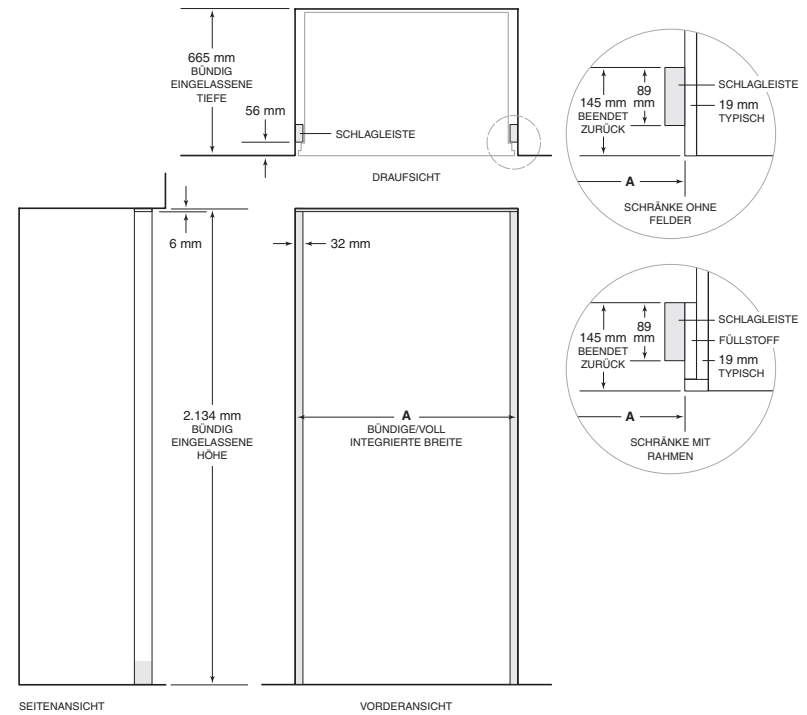 665 mm
BÜNDIG
EINGELASSENE
TIEFE
56 mm
SCHLAGLEISTE
DRAUFSICHT
145 mm
BEENDET
ZURÜCK
89
mm
SCHLAGLEISTE
19 mm
TYPISCH
A
SCHRÄNKE OHNE
FELDER
6 mm
32 mm
2.134 mm
BÜNDIG
EINGELASSENE
HÖHE
A
BÜNDIGE/VOLL
INTEGRIERTE BREITE
145 mm
BEENDET
ZURÜCK
89
mm
SCHLAGLEISTE
FÜLLSTOFF
19 mm
TYPISCH
A
SCHRÄNKE MIT
RAHMEN
SEITENANSICHT
VORDERANSICHT